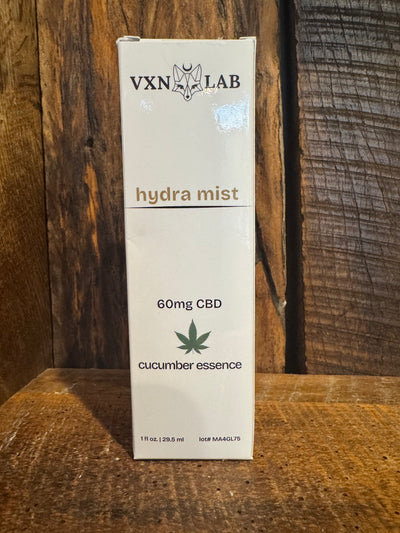 VXN LAB
hydra mist
60mg CBD
cucumber essence
1 fl oz. | 29.5 ml lot# MA4GL75